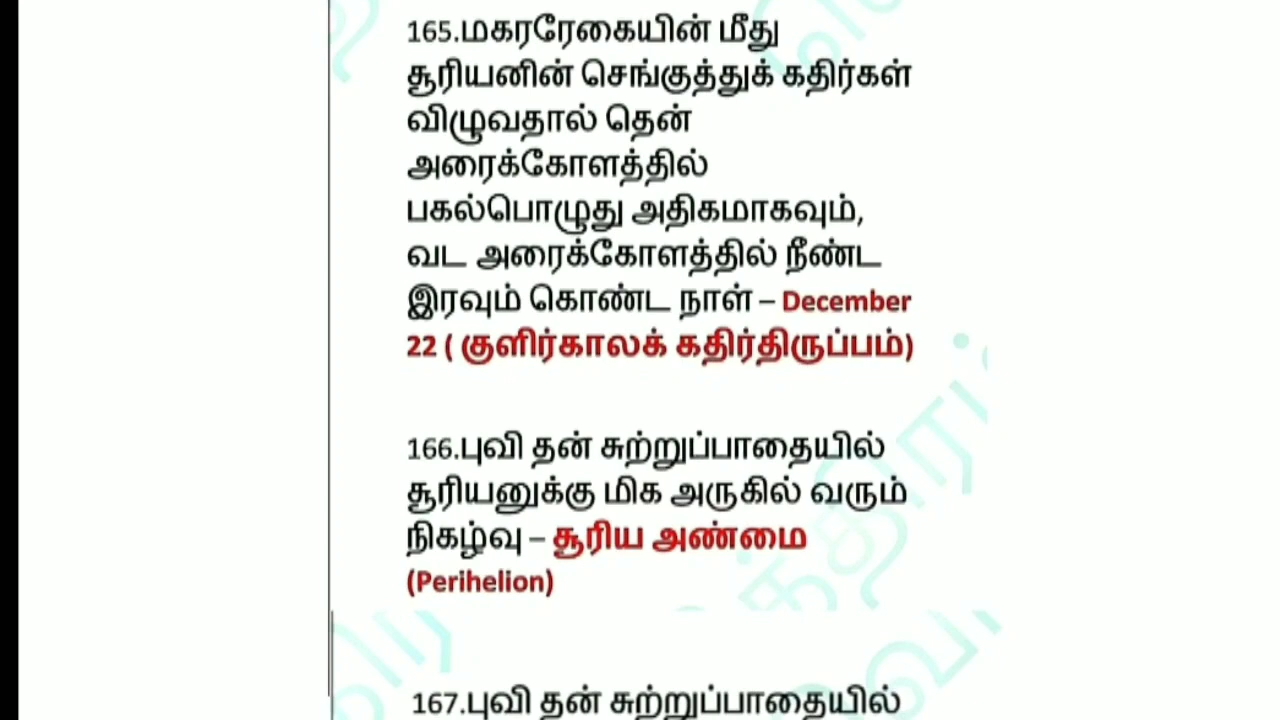 165.மகரரேகையின் மீது
சூரியனின் செங்குத்துக் கதிர்கள்
விழுவதால் தென்
அரைக்கோளத்தில்
பகல்பொழுது அதிகமாகவும்,
வட அரைக்கோளத்தில் நீண்ட
இரவும் கொண்ட நாள் – December
22 ( குளிர்காலக் கதிர்திருப்பம்)
166.புவி தன் சுற்றுப்பாதையில்
சூரியனுக்கு மிக அருகில் வரும்
நிகழ்வு – சூரிய அண்மை
(Perihelion)
167.புவி தன் சுற்றுப்பாதையில்